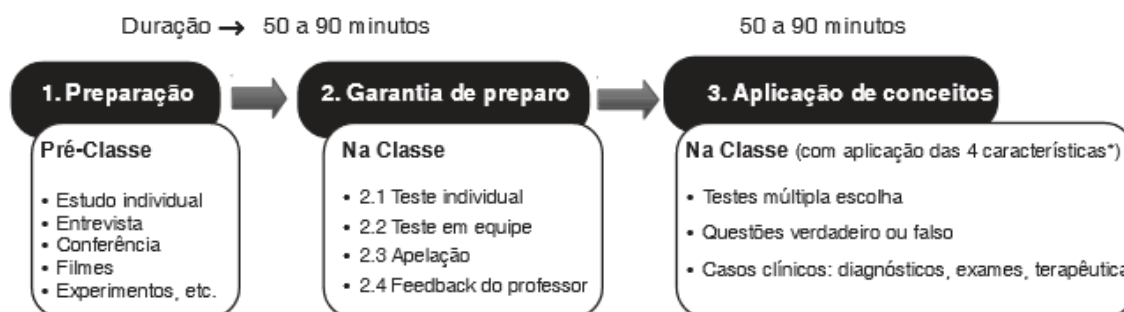 Duração → 50 a 90 minutos
50 a 90 minutos
1. Preparação
2. Garantia de preparo
3. Aplicação de conceitos
Pré-Classe
• Estudo individual
• Entrevista
• Conferência
• Filmes
• Experimentos, etc.
Na Classe
• 2.1 Teste individual
• 2.2 Teste em equipe
• 2.3 Apelação
• 2.4 Feedback do professor
Na Classe (com aplicação das 4 características*)
• Testes múltipla escolha
• Questões verdadeiro ou falso
• Casos clínicos: diagnósticos, exames, terapêutica